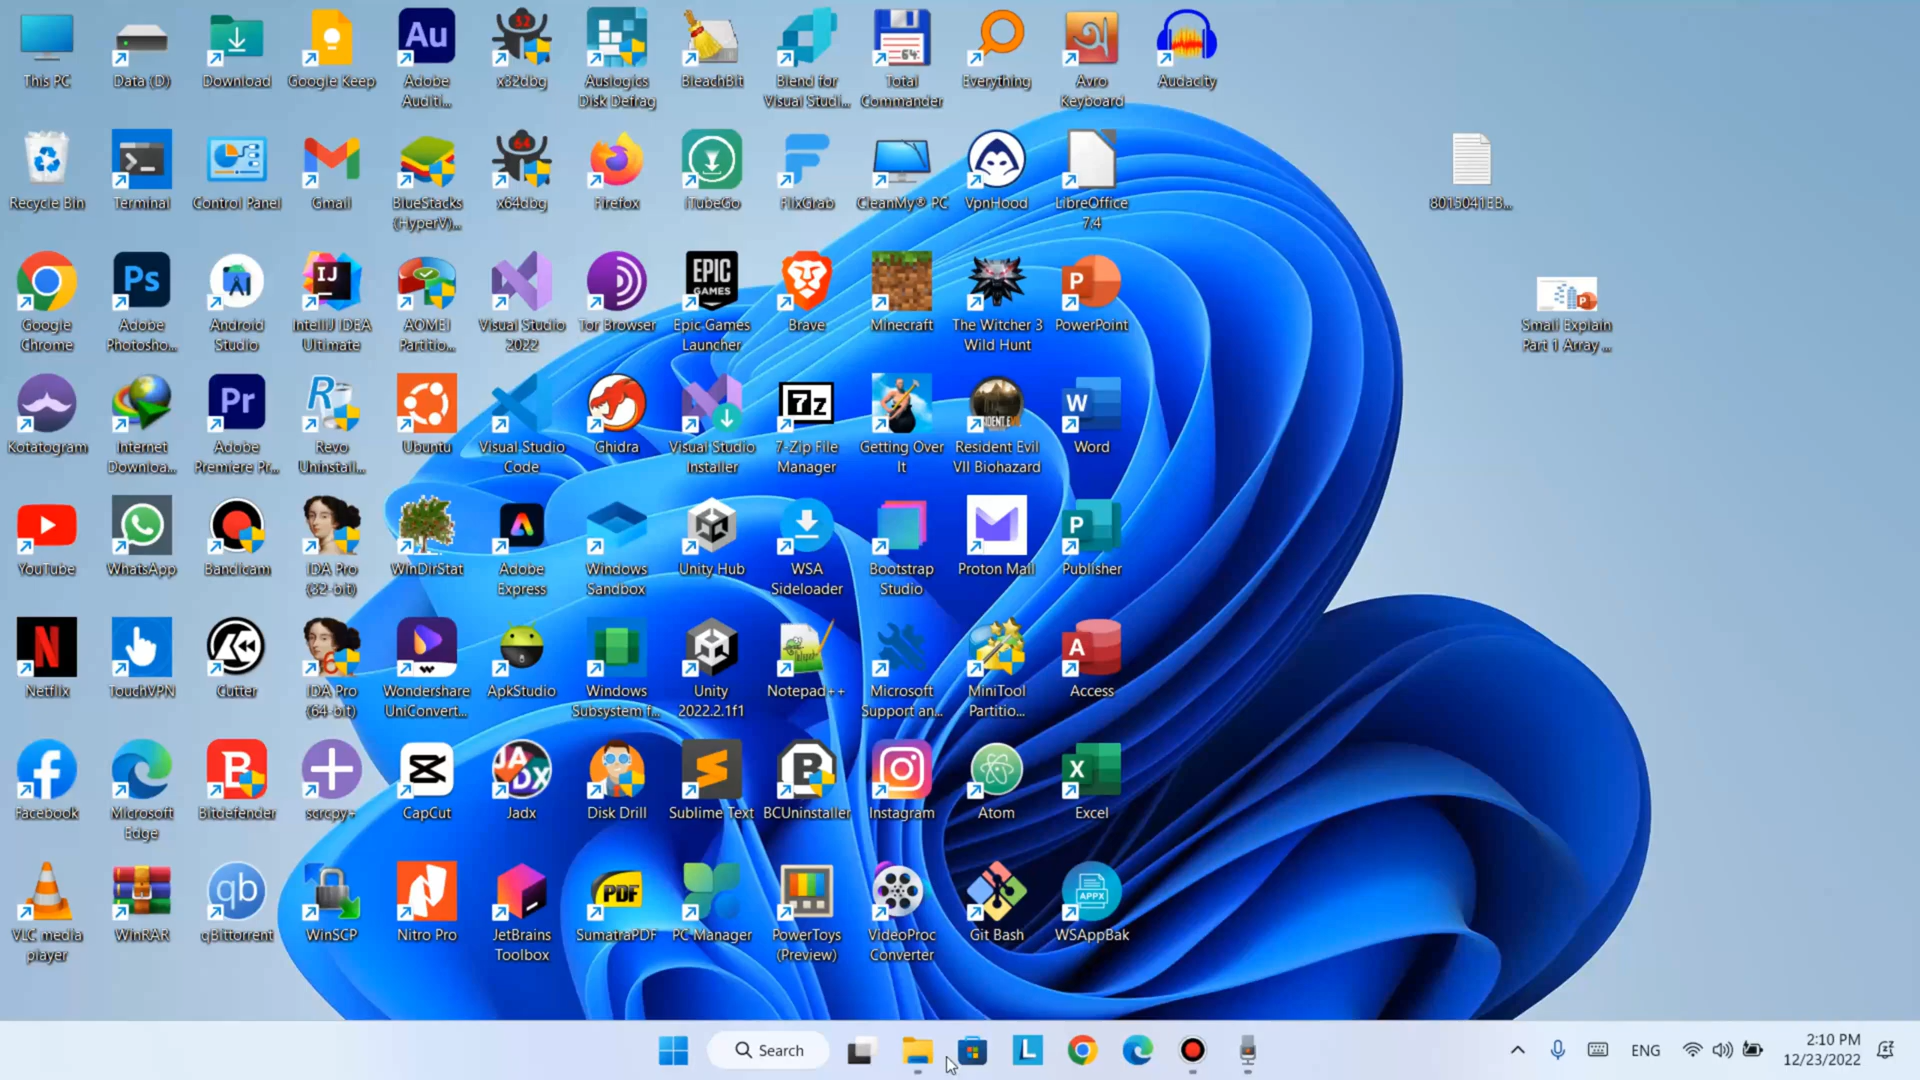 This PC
Data (D)
Download
Google Keep
Adobe
Auditi...
x32dbg
Auslogics
Disk Defrag
BleachBit
Blend for
Visual Studi...
Total
Commander
Everything
Avro
Keyboard
Audacity
Recycle Bin
Terminal
Control Panel
Gmail
BlueStacks
(HyperV)...
x64dbg
Firefox
iTubeGo
FlixGrab
CleanMy® PC
VpnHood
LibreOffice
7.4
8015041EB...
Google
Chrome
Adobe
Photosho...
Android
Studio
IntelliJ IDEA
Ultimate
AOMEI
Partitio...
Visual Studio
2022
Tor Browser
Epic Games
Launcher
Brave
Minecraft
The Witcher 3
Wild Hunt
PowerPoint
Small Explain
Part 1 Array ...
Kotatogram
Internet
Downloa...
Adobe
Premiere Pr...
Revo
Uninstall...
Ubuntu
Visual Studio
Code
Ghidra
Visual Studio
Installer
7-Zip File
Manager
Getting Over
It
Resident Evil
VII Biohazard
Word
YouTube
WhatsApp
Bandicam
IDA Pro
(32-bit)
WinDirStat
Adobe
Express
Windows
Sandbox
Unity Hub
WSA
Sideloader
Bootstrap
Studio
Proton Mail
Publisher
Netflix
TouchVPN
Cutter
IDA Pro
(64-bit)
Wondershare
UniConvert...
ApkStudio
Windows
Subsystem f...
Unity
2022.2.1f1
Notepad++
Microsoft
Support an...
MiniTool
Partitio...
Access
Facebook
Microsoft
Edge
Bitdefender
scrcpy+
CapCut
Jadx
Disk Drill
Sublime Text
BCUninstaller
Instagram
Atom
Excel
VLC media
player
WinRAR
qBittorrent
WinSCP
Nitro Pro
JetBrains
Toolbox
SumatraPDF
PC Manager
PowerToys
(Preview)
VideoProc
Converter
Git Bash
WSAppBak
Search
ENG
2:10 PM
12/23/2022